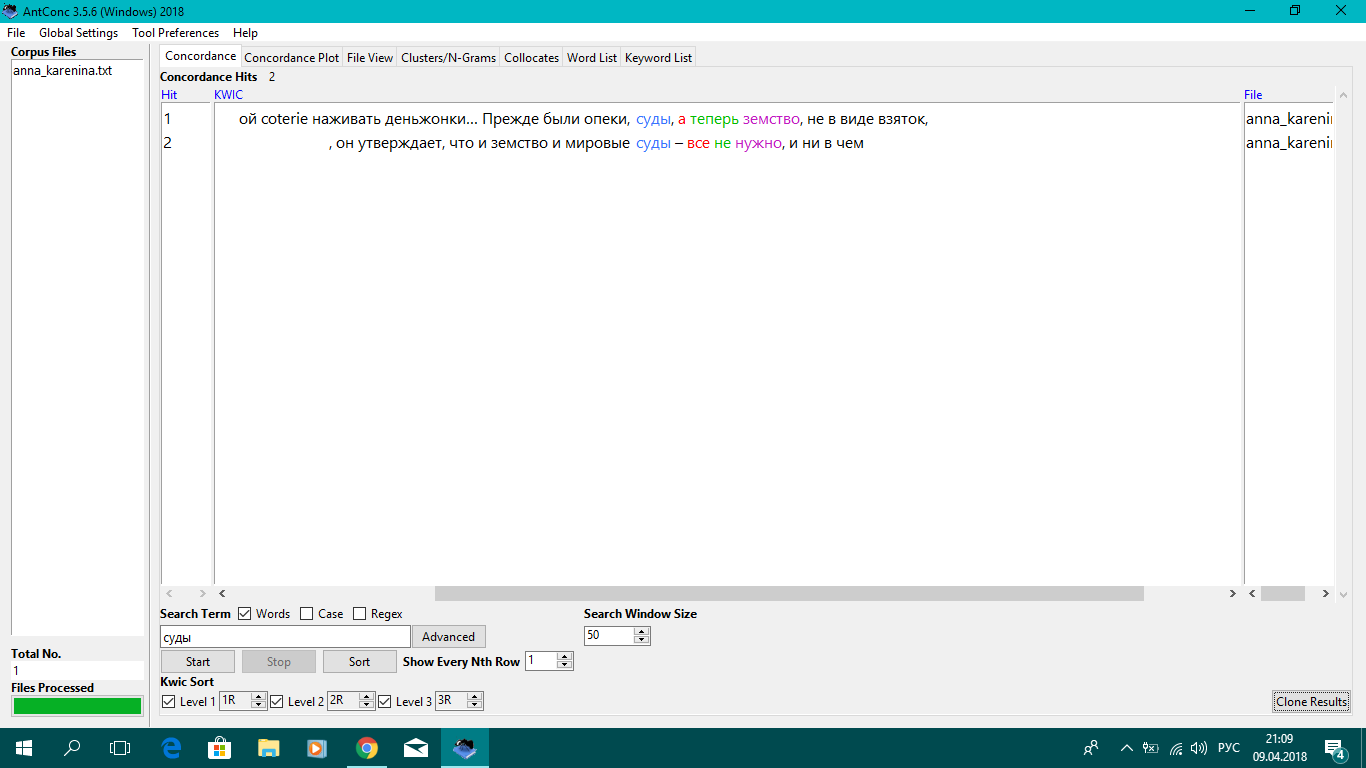 AntConc 3.5.6 (Windows) 2018
File Global Settings Tool Preferences Help
Corpus Files
anna_karenina.txt
Concordance Concordance Plot File View Clusters/N-Grams Collocates Word List Keyword List
Concordance Hits 2
Hit KWIC File
1 ой coterie наживать деньжонки... Прежде были опеки, суды, а теперь земство, не в виде взяток, anna_kareni
2 , он утверждает, что и земство и мировые суды – все не нужно, и ни в чем anna_kareni
Search Term Words Case Regex Search Window Size
суды Advanced 50
Start Stop Sort Show Every Nth Row 1
Kwic Sort
Level 1 1R Level 2 2R Level 3 3R
Clone Results
Total No.
1
Files Processed
РУС 21:09
09.04.2018 4